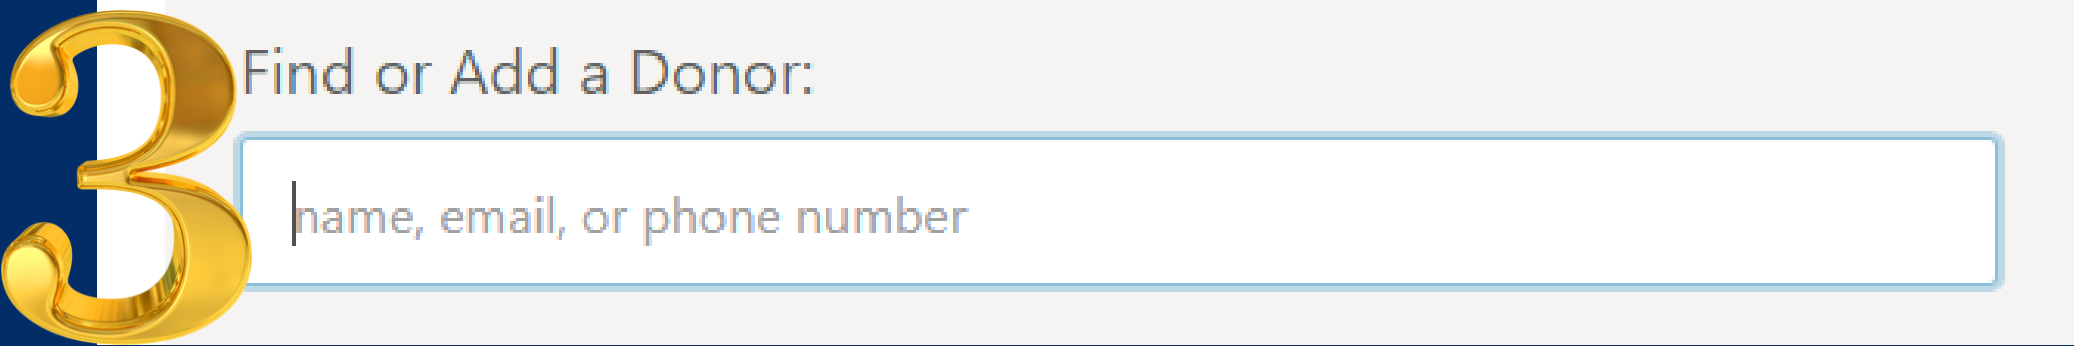 3
Find or Add a Donor:
name, email, or phone number